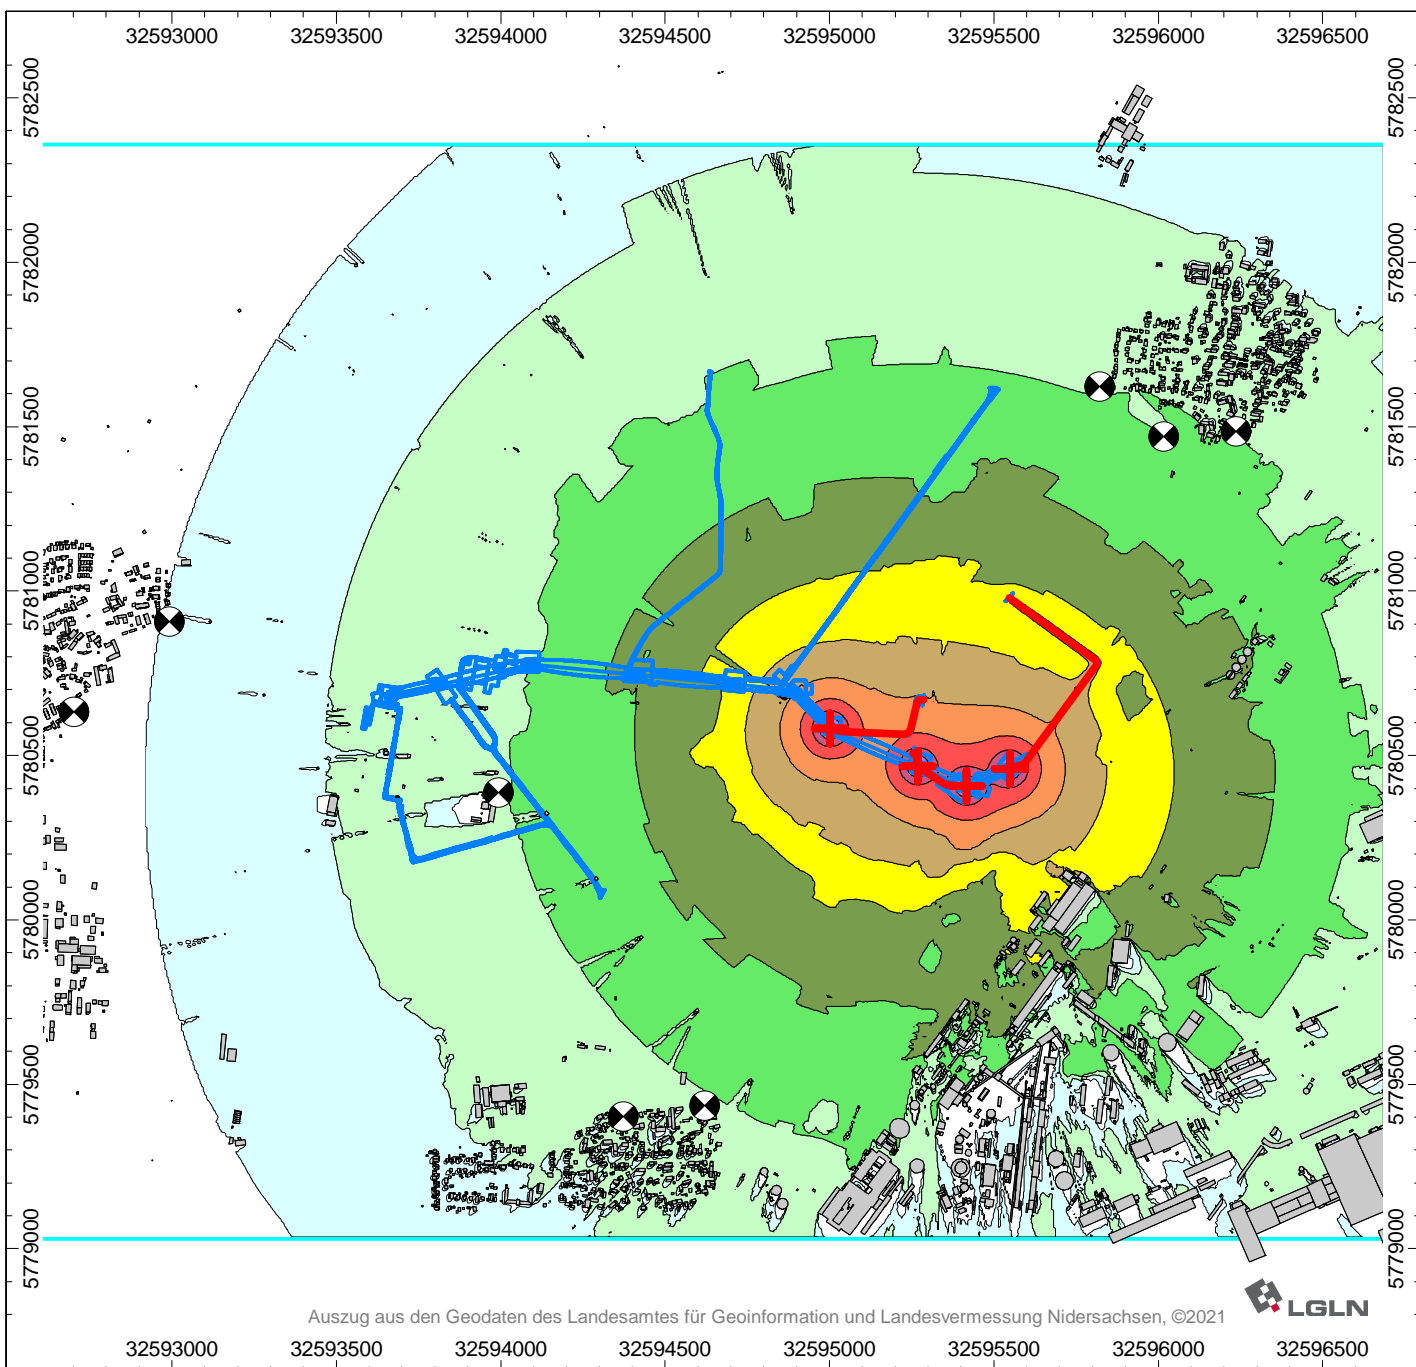 32593000 32593500 32594000 32594500 32595000 32595500 32596000 32596500
5782500 5782500
5782000 5782000
5781500 5781500
5781000 5781000
5780500 5780500
5780000 5780000
5779500 5779500
5779000 5779000
LGLN
Auszug aus den Geodaten des Landesamtes für Geoinformation und Landesvermessung Nidersachsen, ©2021
32593000 32593500 32594000 32594500 32595000 32595500 32596000 32596500